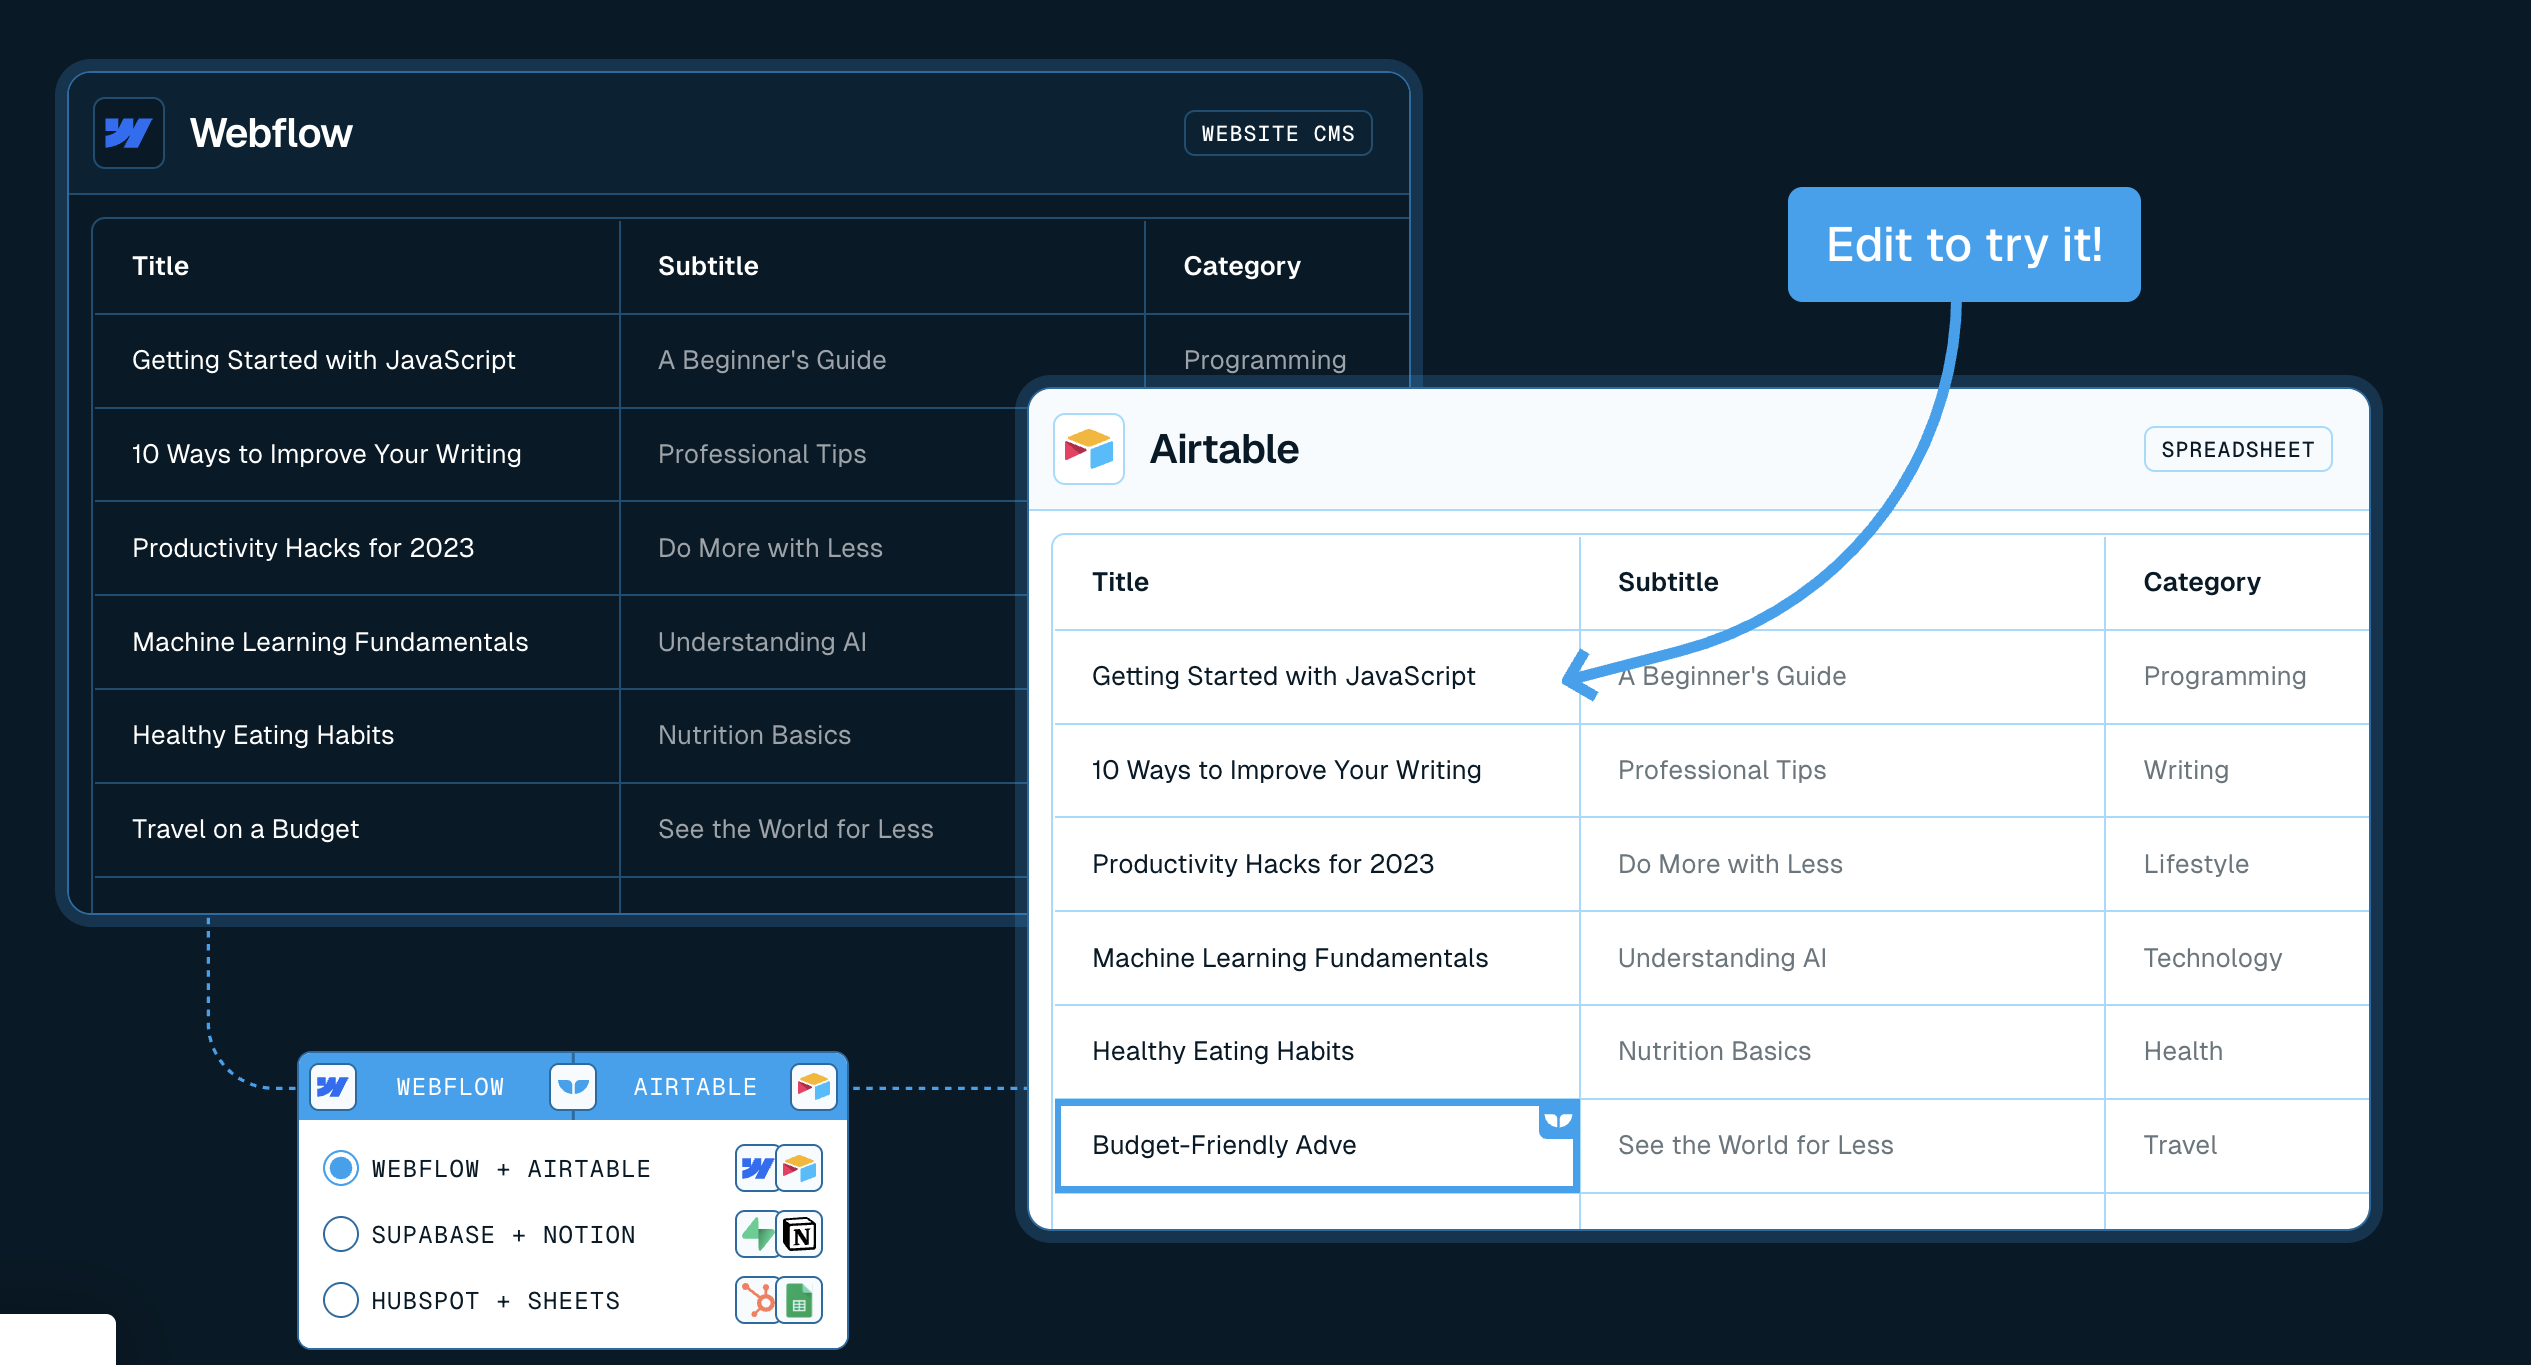 Webflow
WEBSITE CMS
Title Subtitle Category
Getting Started with JavaScript A Beginner's Guide Programming
10 Ways to Improve Your Writing Professional Tips
Productivity Hacks for 2023 Do More with Less
Machine Learning Fundamentals Understanding AI
Healthy Eating Habits Nutrition Basics
Travel on a Budget See the World for Less
Edit to try it!
Airtable
SPREADSHEET
Title Subtitle Category
Getting Started with JavaScript A Beginner's Guide Programming
10 Ways to Improve Your Writing Professional Tips Writing
Productivity Hacks for 2023 Do More with Less Lifestyle
Machine Learning Fundamentals Understanding AI Technology
Healthy Eating Habits Nutrition Basics Health
Budget-Friendly Adve See the World for Less Travel
WEBFLOW AIRTABLE
WEBFLOW + AIRTABLE
SUPABASE + NOTION
HUBSPOT + SHEETS